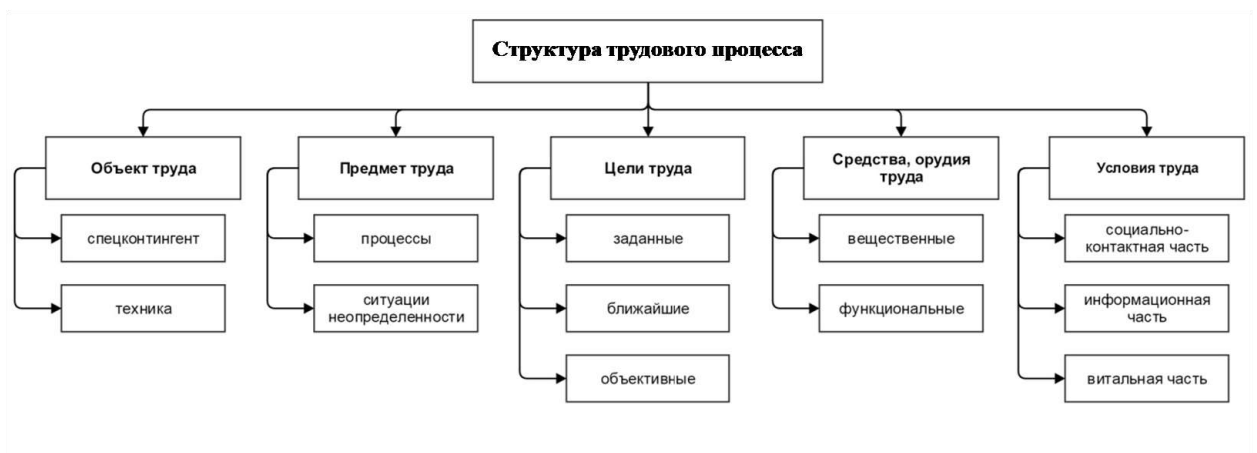 Структура трудового процесса
Объект труда
спецконтингент
техника
Предмет труда
процессы
ситуации
неопределенности
Цели труда
заданные
ближайшие
объективные
Средства, орудия
труда
вещественные
функциональные
Условия труда
социально-
контактная часть
информационная
часть
витальная часть